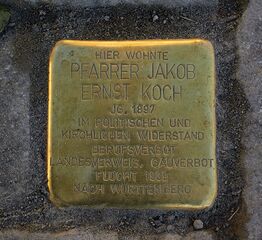 HIER WOHNTE
PFARRER JAKOB
ERNST KOCH
JG. 1897
IM POLITISCHEN UND
KIRCHLICHEN WIDERSTAND
BERUFSVERBOT
LANDESVERWEIS, GAUVERBOT
FLUCHT
NACH WÜRTTEMBERG